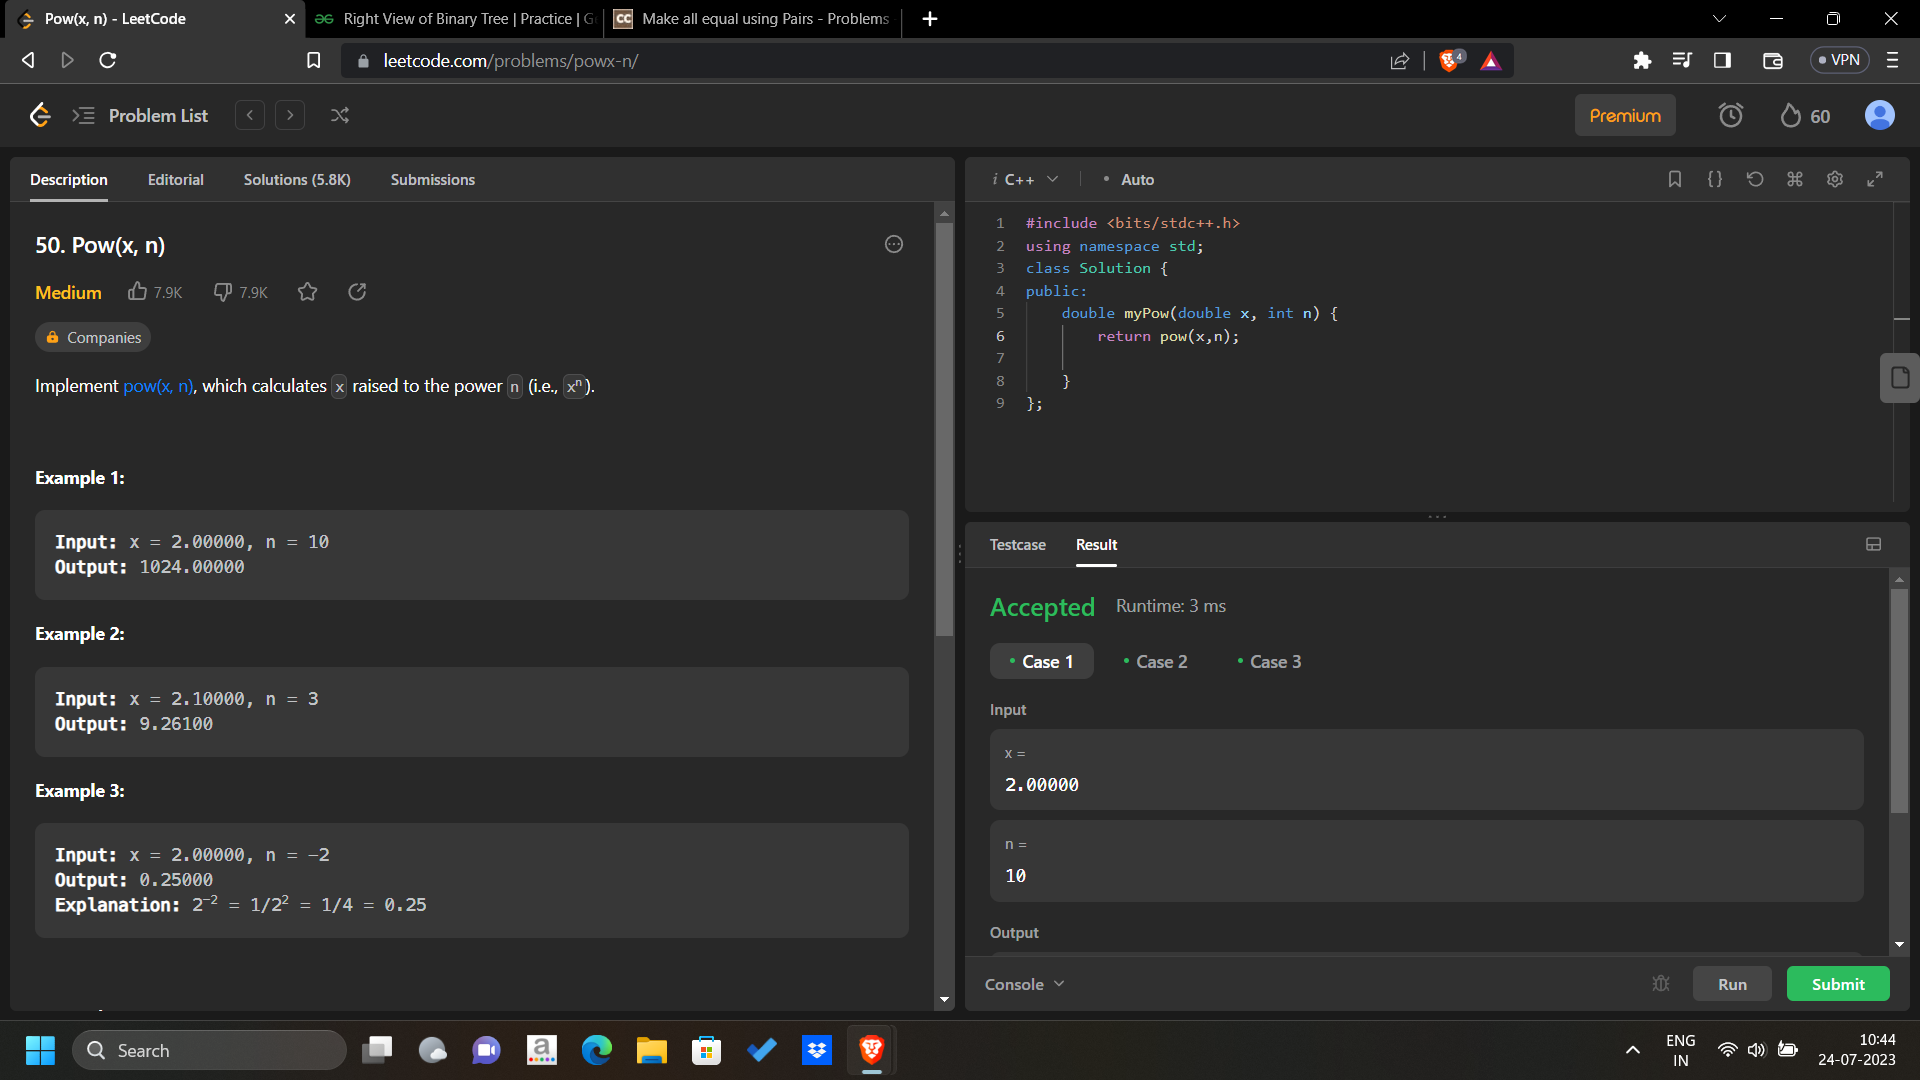 Pow(x, n) - LeetCode
Right View of Binary Tree | Practice | G
Make all equal using Pairs - Problems
leetcode.com/problems/powx-n/
4
VPN
Problem List
Premium
60
Description
Editorial
Solutions (5.8K)
Submissions
50. Pow(x, n)
Medium
7.9K
7.9K
Companies
Implement pow(x, n), which calculates x raised to the power n (i.e., xⁿ).
Example 1:
Input: x = 2.00000, n = 10
Output: 1024.00000
Example 2:
Input: x = 2.10000, n = 3
Output: 9.26100
Example 3:
Input: x = 2.00000, n = -2
Output: 0.25000
Explanation: 2⁻² = 1/2² = 1/4 = 0.25
i C++
• Auto
1 #include <bits/stdc++.h>
2 using namespace std;
3 class Solution {
4 public:
5 double myPow(double x, int n) {
6 return pow(x,n);
7
8 }
9 };
Testcase
Result
Accepted
Runtime: 3 ms
• Case 1
• Case 2
• Case 3
Input
x =
2.00000
n =
10
Output
Console
Run
Submit
Search
ENG
IN
10:44
24-07-2023